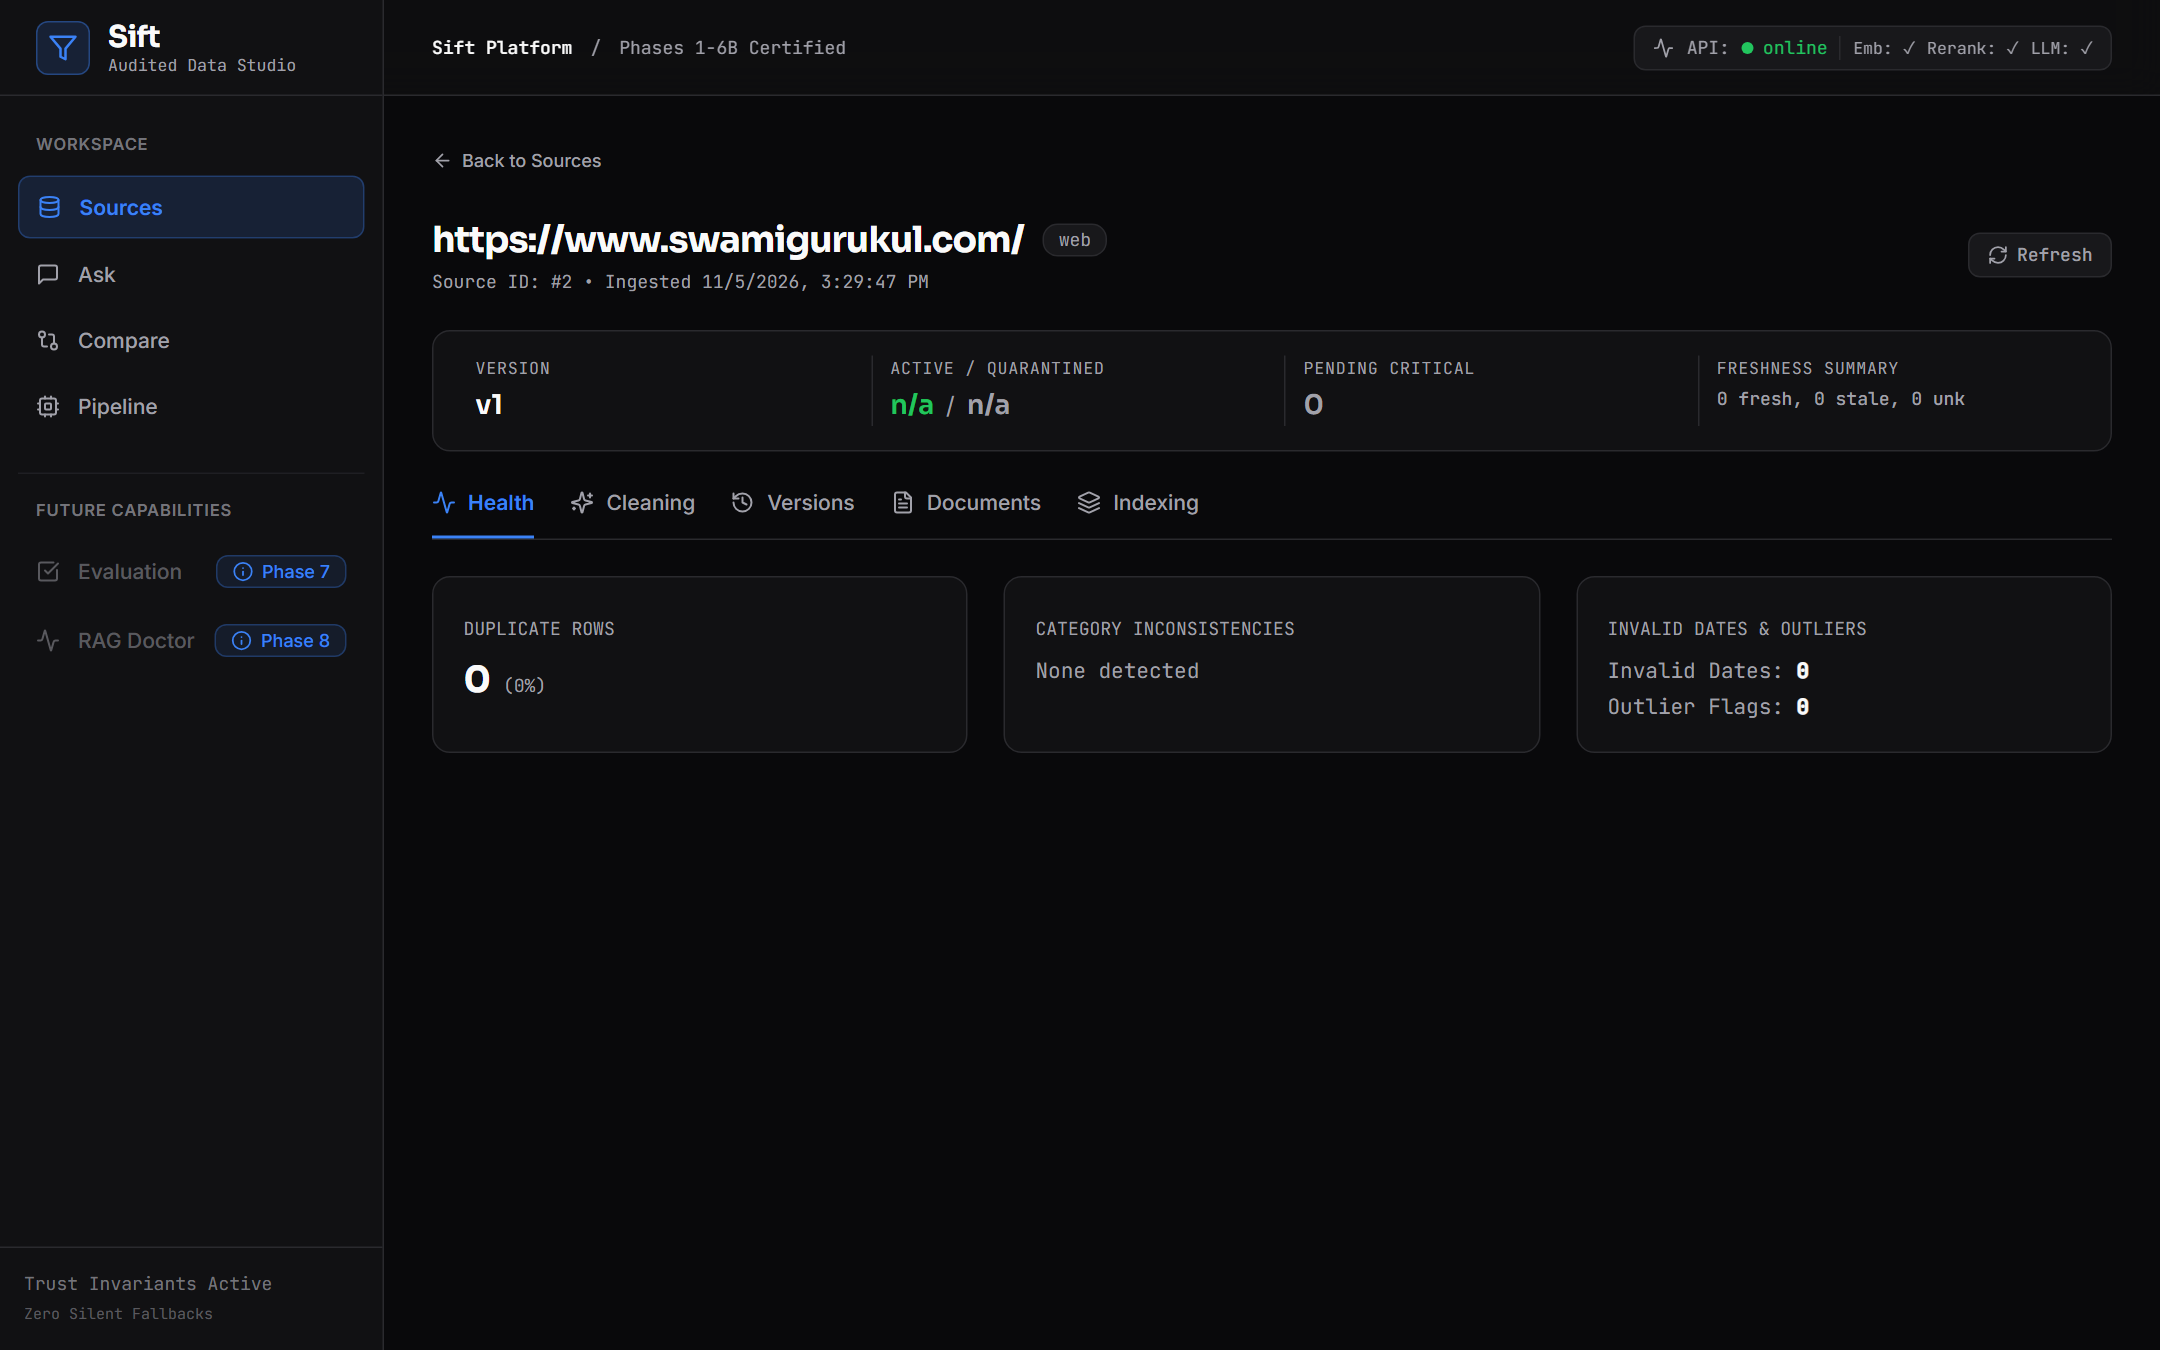 Sift
Audited Data Studio
Sift Platform / Phases 1-6B Certified
API: ● online Emb: ✓ Rerank: ✓ LLM: ✓
WORKSPACE
Sources
Ask
Compare
Pipeline
FUTURE CAPABILITIES
Evaluation Phase 7
RAG Doctor Phase 8
Trust Invariants Active
Zero Silent Fallbacks
← Back to Sources
https://www.swamigurukul.com/ web
Source ID: #2 • Ingested 11/5/2026, 3:29:47 PM
Refresh
VERSION
v1
ACTIVE / QUARANTINED
n/a / n/a
PENDING CRITICAL
0
FRESHNESS SUMMARY
0 fresh, 0 stale, 0 unk
Health Cleaning Versions Documents Indexing
DUPLICATE ROWS
0 (0%)
CATEGORY INCONSISTENCIES
None detected
INVALID DATES & OUTLIERS
Invalid Dates: 0
Outlier Flags: 0